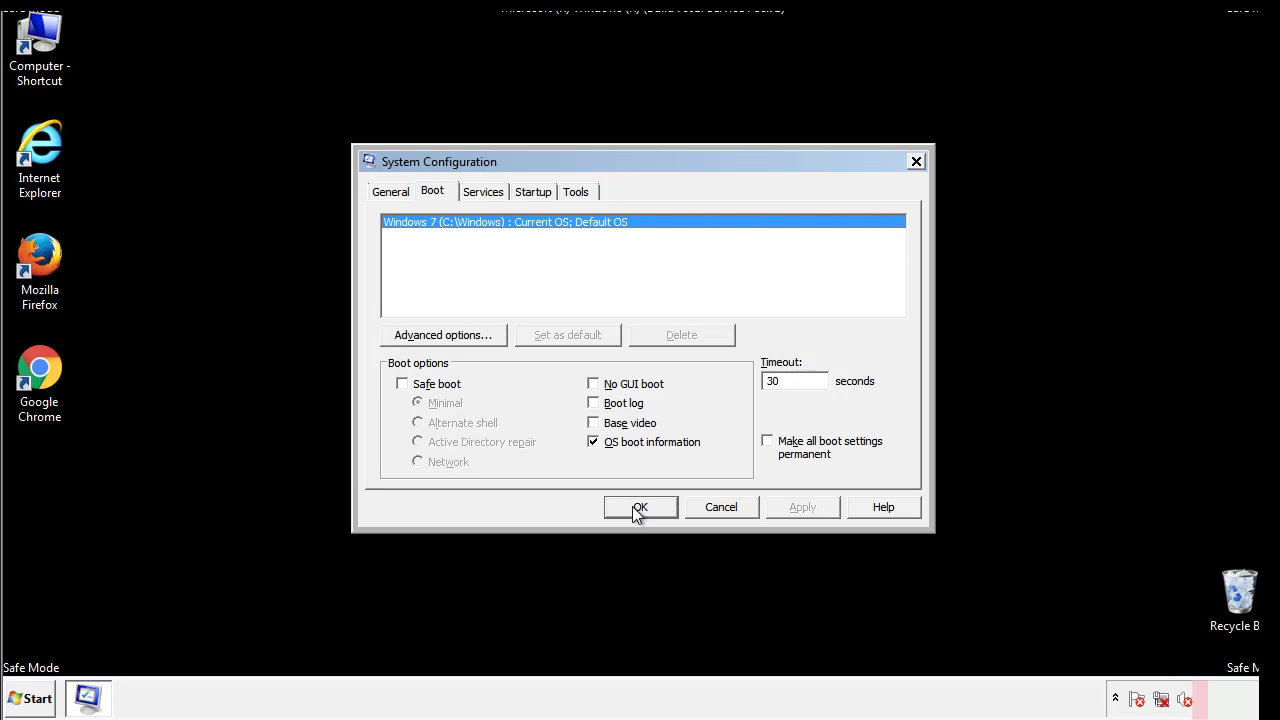 Computer -
Shortcut
Internet
Explorer
Mozilla
Firefox
Google
Chrome
System Configuration
General
Boot
Services
Startup
Tools
Windows 7 (C:\Windows) : Current OS; Default OS
Advanced options...
Set as default
Delete
Boot options
Safe boot
Minimal
Alternate shell
Active Directory repair
Network
No GUI boot
Boot log
Base video
OS boot information
Timeout:
30 seconds
Make all boot settings
permanent
OK
Cancel
Apply
Help
Recycle B
Safe Mode
Safe M
Start